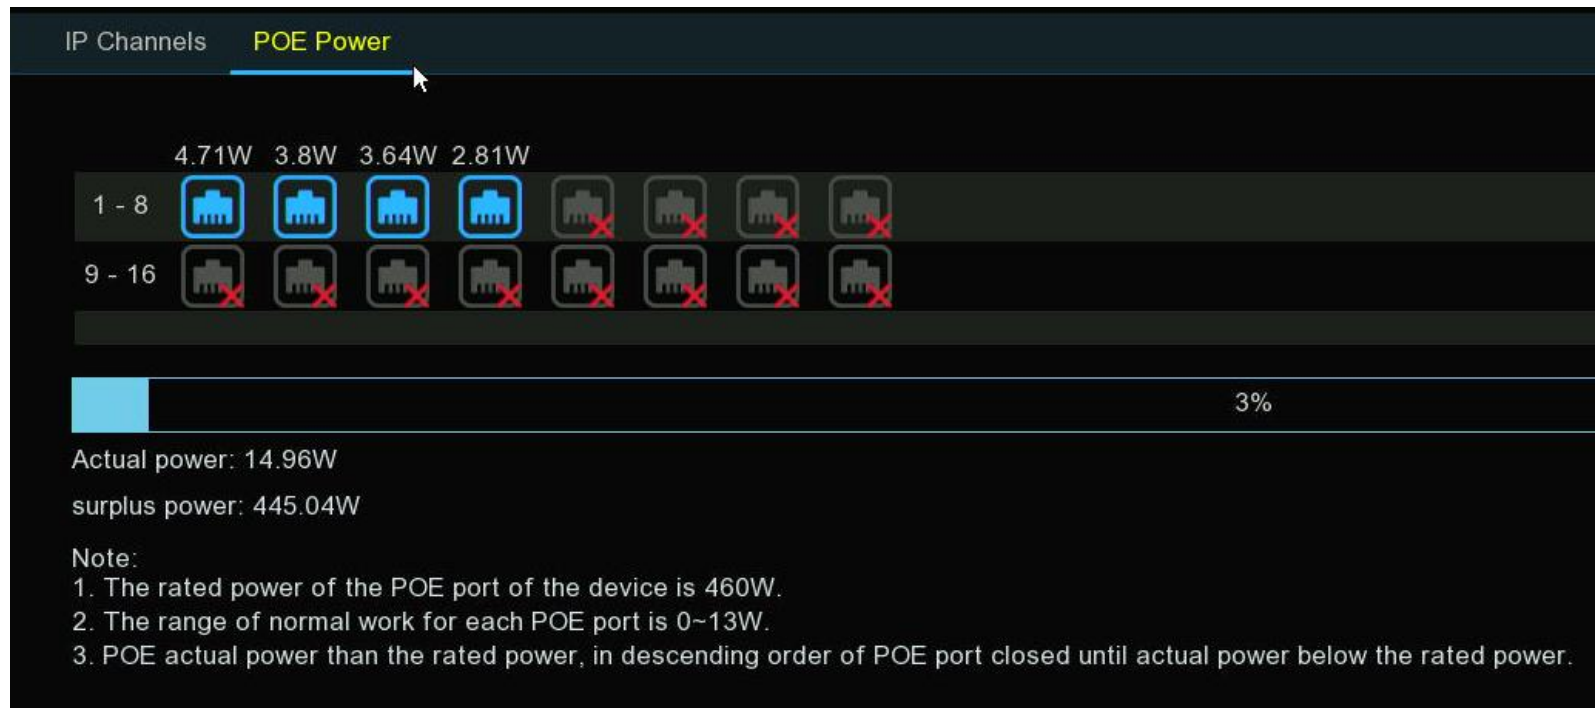 IP Channels POE Power
4.71W 3.8W 3.64W 2.81W
1 - 8
9 - 16
3%
Actual power: 14.96W
surplus power: 445.04W
Note:
1. The rated power of the POE port of the device is 460W.
2. The range of normal work for each POE port is 0~13W.
3. POE actual power than the rated power, in descending order of POE port closed until actual power below the rated power.